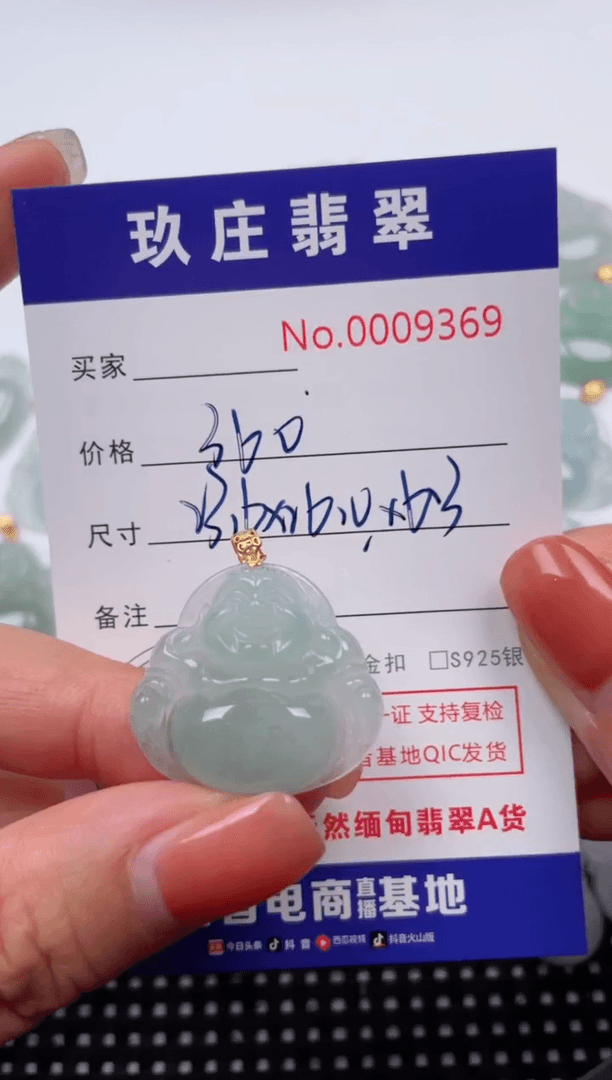 玖庄翡翠
No.0009369
买家
价格 360
尺寸
备注
金扣 □S925银
一证 支持复检
基地QIC发货
然缅甸翡翠A货
电商直播基地
今日头条 抖音 西瓜视频 抖音火山版